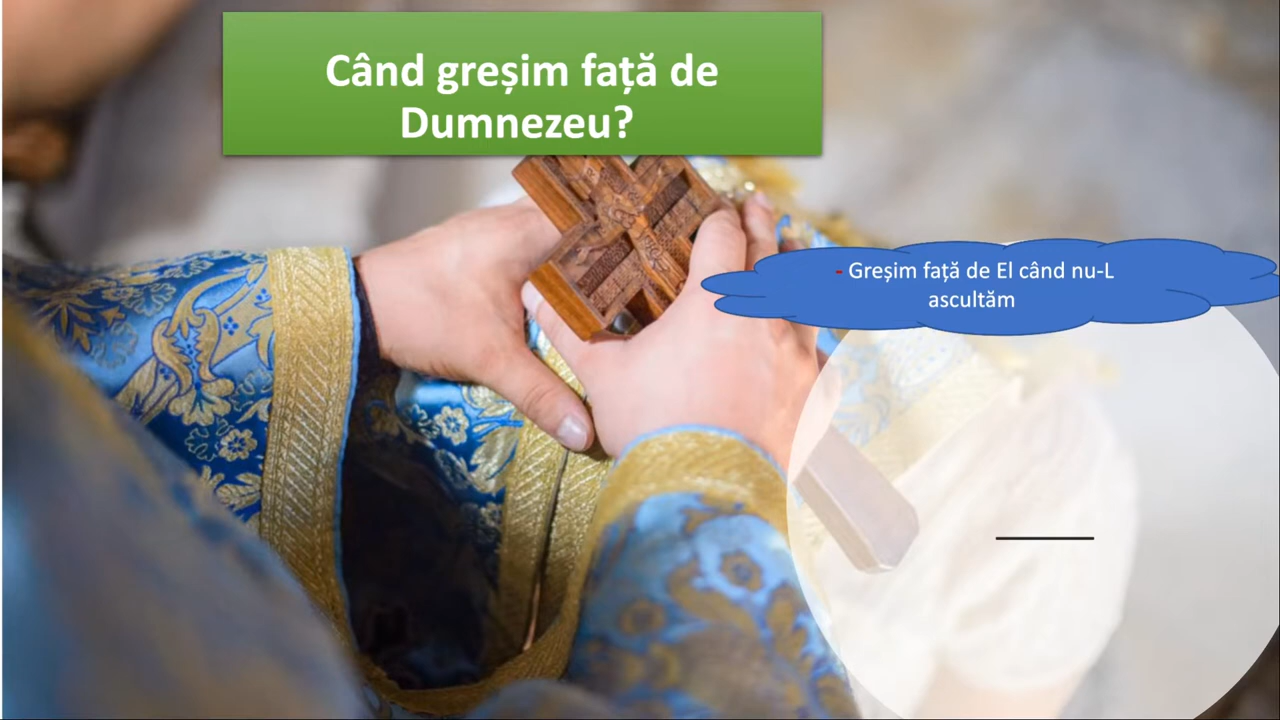 Când greșim față de
Dumnezeu?
- Greșim față de El când nu-L
ascultăm